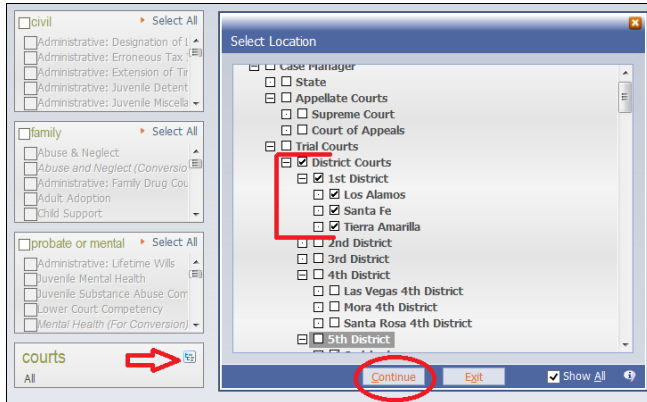 civil Select All
Administrative: Designation of L
Administrative: Erroneous Tax
Administrative: Extension of Tir
Administrative: Juvenile Detent
Administrative: Juvenile Miscella
family Select All
Abuse & Neglect
Abuse and Neglect (Conversio
Administrative: Family Drug Cou
Adult Adoption
Child Support
probate or mental Select All
Administrative: Lifetime Wills
Juvenile Mental Health
Juvenile Substance Abuse Com
Lower Court Competency
Mental Health (For Conversion)
courts
All
Select Location
Case Manager
State
Appellate Courts
Supreme Court
Court of Appeals
Trial Courts
District Courts
1st District
Los Alamos
Santa Fe
Tierra Amarilla
2nd District
3rd District
4th District
Las Vegas 4th District
Mora 4th District
Santa Rosa 4th District
5th District
Continue Exit Show All